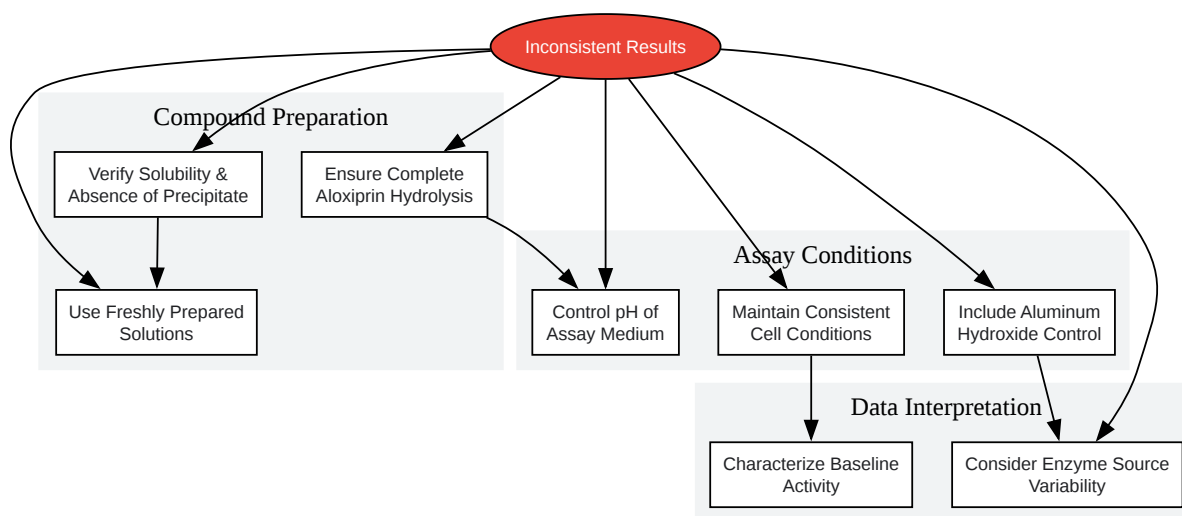 Inconsistent Results
Compound Preparation
Verify Solubility &
Absence of Precipitate
Ensure Complete
Aloxiprin Hydrolysis
Use Freshly Prepared
Solutions
Assay Conditions
Control pH of
Assay Medium
Maintain Consistent
Cell Conditions
Include Aluminum
Hydroxide Control
Data Interpretation
Characterize Baseline
Activity
Consider Enzyme Source
Variability